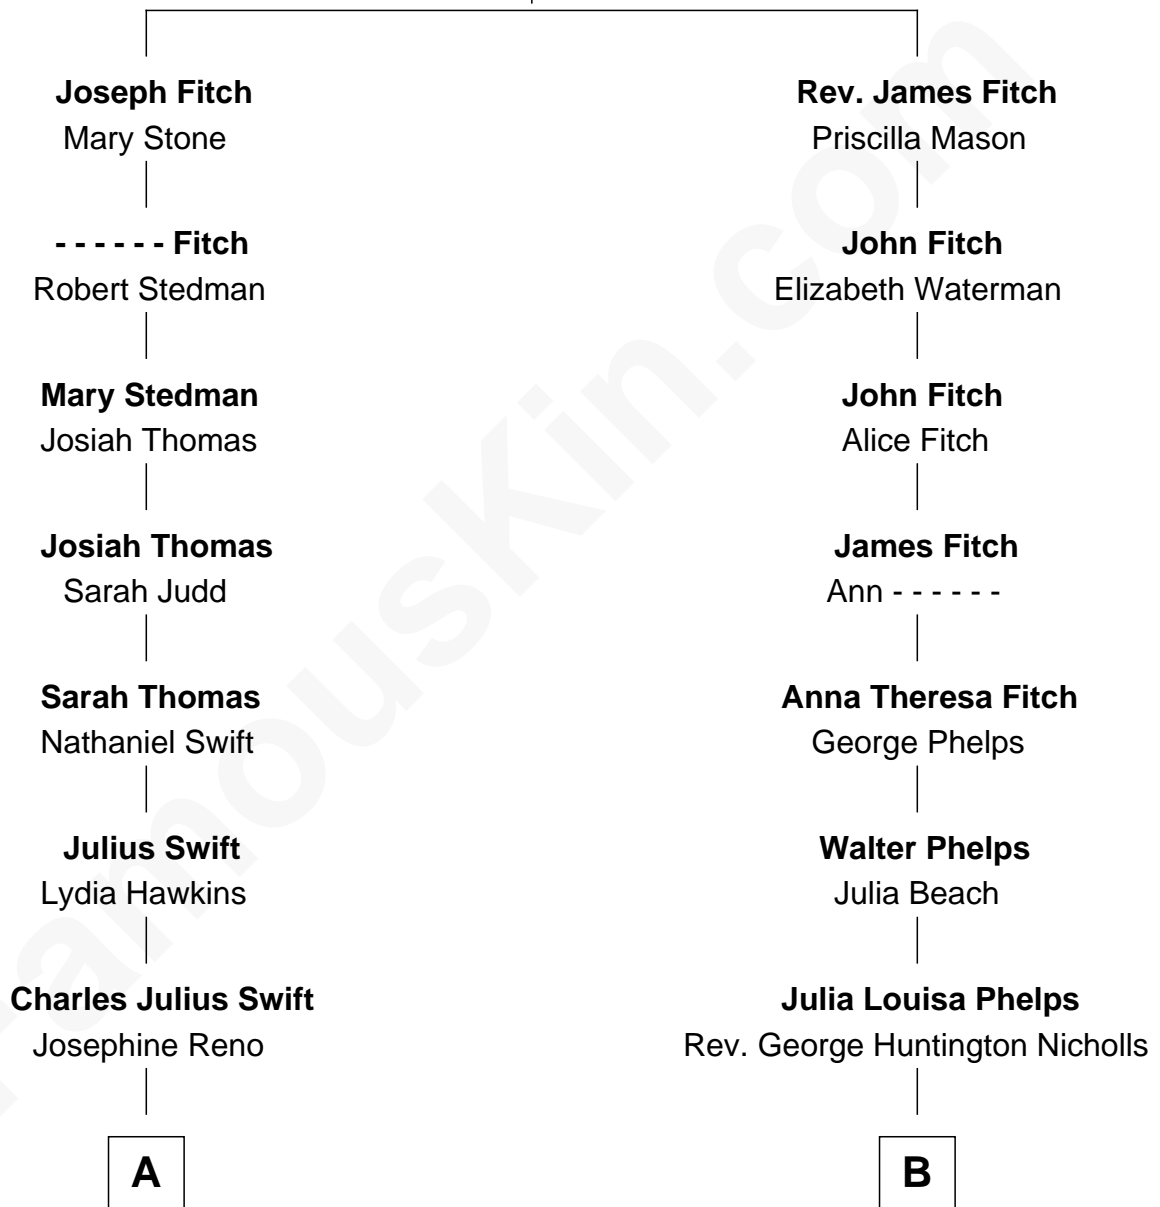 Joseph Fitch
Mary Stone
- - - - - - Fitch
Robert Stedman
Mary Stedman
Josiah Thomas
Josiah Thomas
Sarah Judd
Sarah Thomas
Nathaniel Swift
Julius Swift
Lydia Hawkins
Charles Julius Swift
Josephine Reno
A
Rev. James Fitch
Priscilla Mason
John Fitch
Elizabeth Waterman
John Fitch
Alice Fitch
James Fitch
Ann - - - - - -
Anna Theresa Fitch
George Phelps
Walter Phelps
Julia Beach
Julia Louisa Phelps
Rev. George Huntington Nicholls
B
FamousKin.com